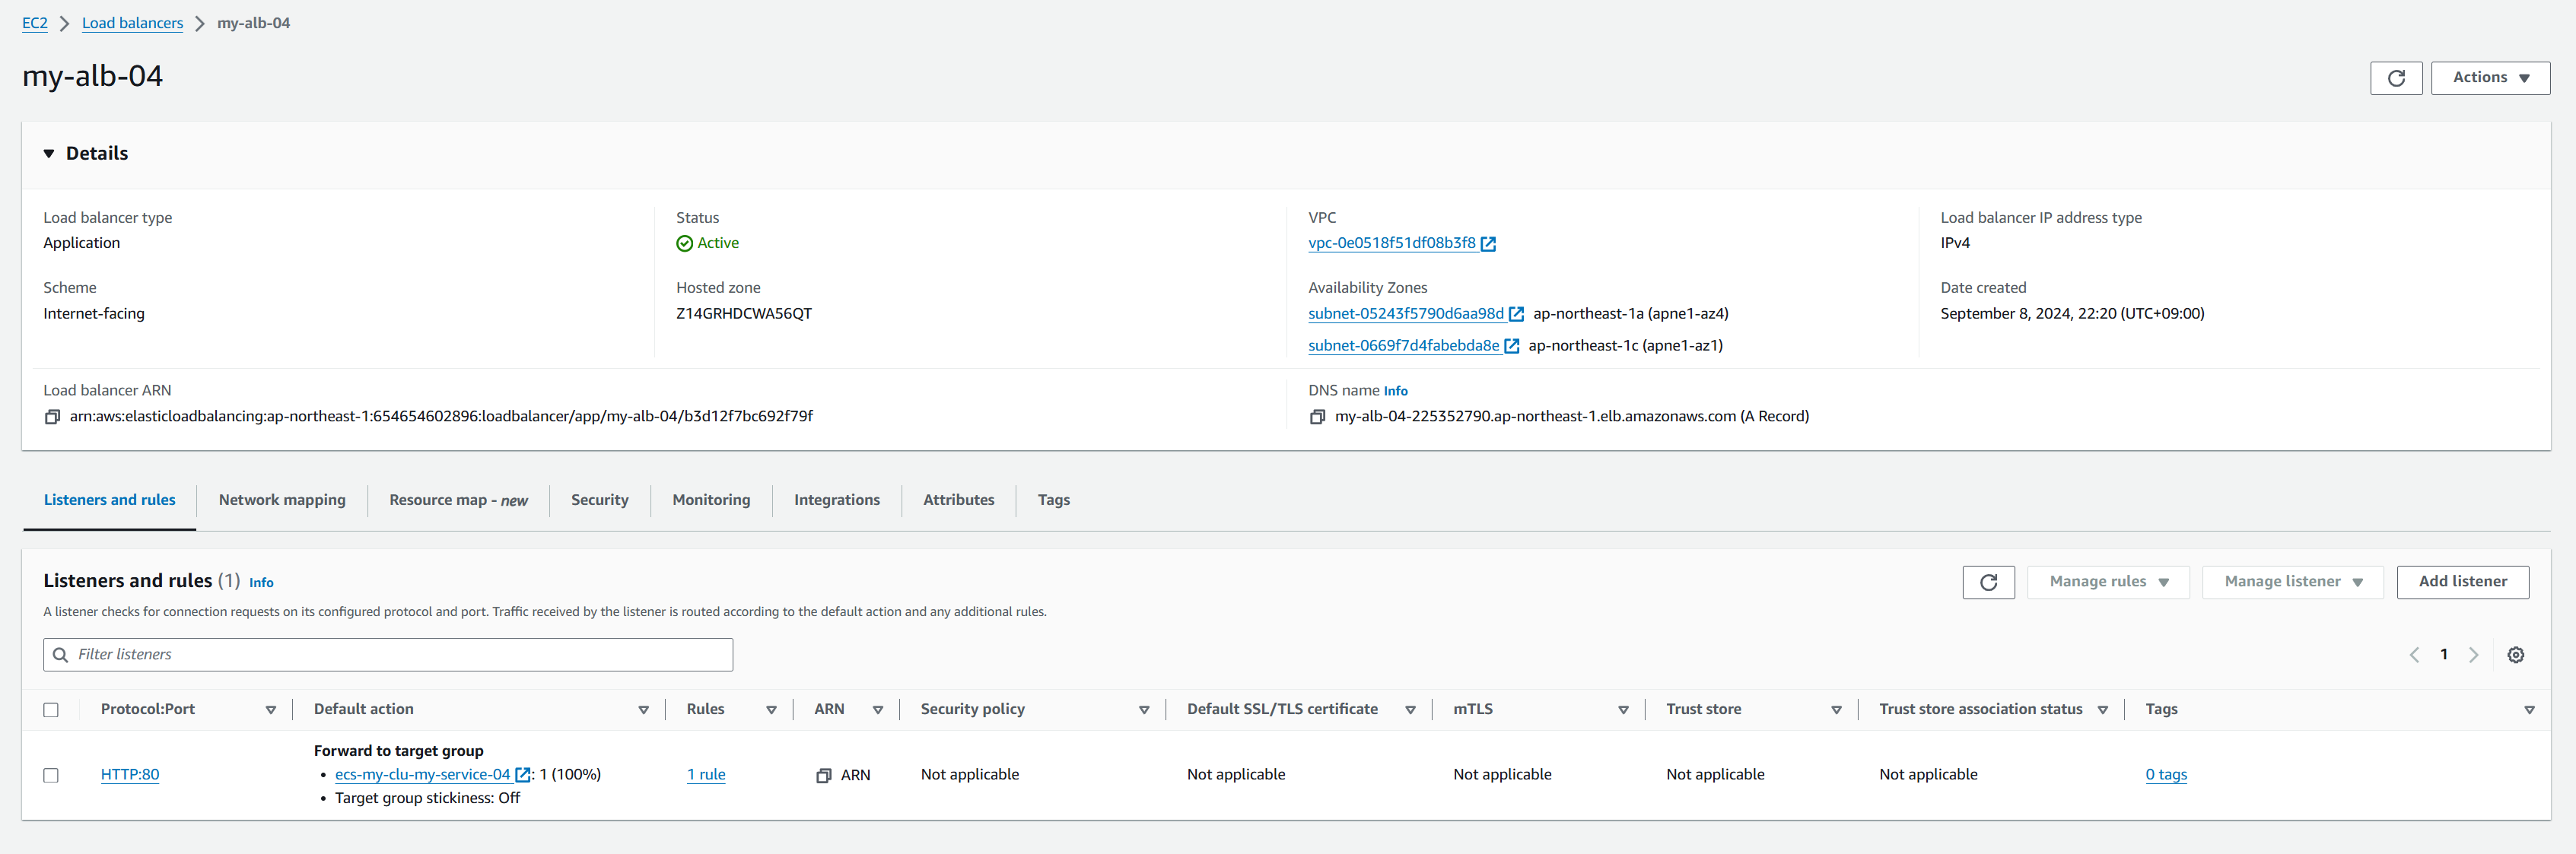 EC2 > Load balancers > my-alb-04
my-alb-04
Actions
Details
Load balancer type
Application
Status
Active
VPC
vpc-0e0518f51df08b3f8
Load balancer IP address type
IPv4
Scheme
Internet-facing
Hosted zone
Z14GRHDCWA56QT
Availability Zones
subnet-05243f5790d6aa98d ap-northeast-1a (apne1-az4)
subnet-0669f7d4fabebda8e ap-northeast-1c (apne1-az1)
Date created
September 8, 2024, 22:20 (UTC+09:00)
Load balancer ARN
arn:aws:elasticloadbalancing:ap-northeast-1:654654602896:loadbalancer/app/my-alb-04/b3d12f7bc692f79f
DNS name Info
my-alb-04-225352790.ap-northeast-1.elb.amazonaws.com (A Record)
Listeners and rules Network mapping Resource map - new Security Monitoring Integrations Attributes Tags
Listeners and rules (1) Info
Manage rules Manage listener Add listener
A listener checks for connection requests on its configured protocol and port. Traffic received by the listener is routed according to the default action and any additional rules.
Filter listeners
1
Protocol:Port Default action Rules ARN Security policy Default SSL/TLS certificate mTLS Trust store Trust store association status Tags
Forward to target group
HTTP:80 • ecs-my-clu-my-service-04 : 1 (100%) 1 rule ARN Not applicable Not applicable Not applicable Not applicable Not applicable 0 tags
• Target group stickiness: Off